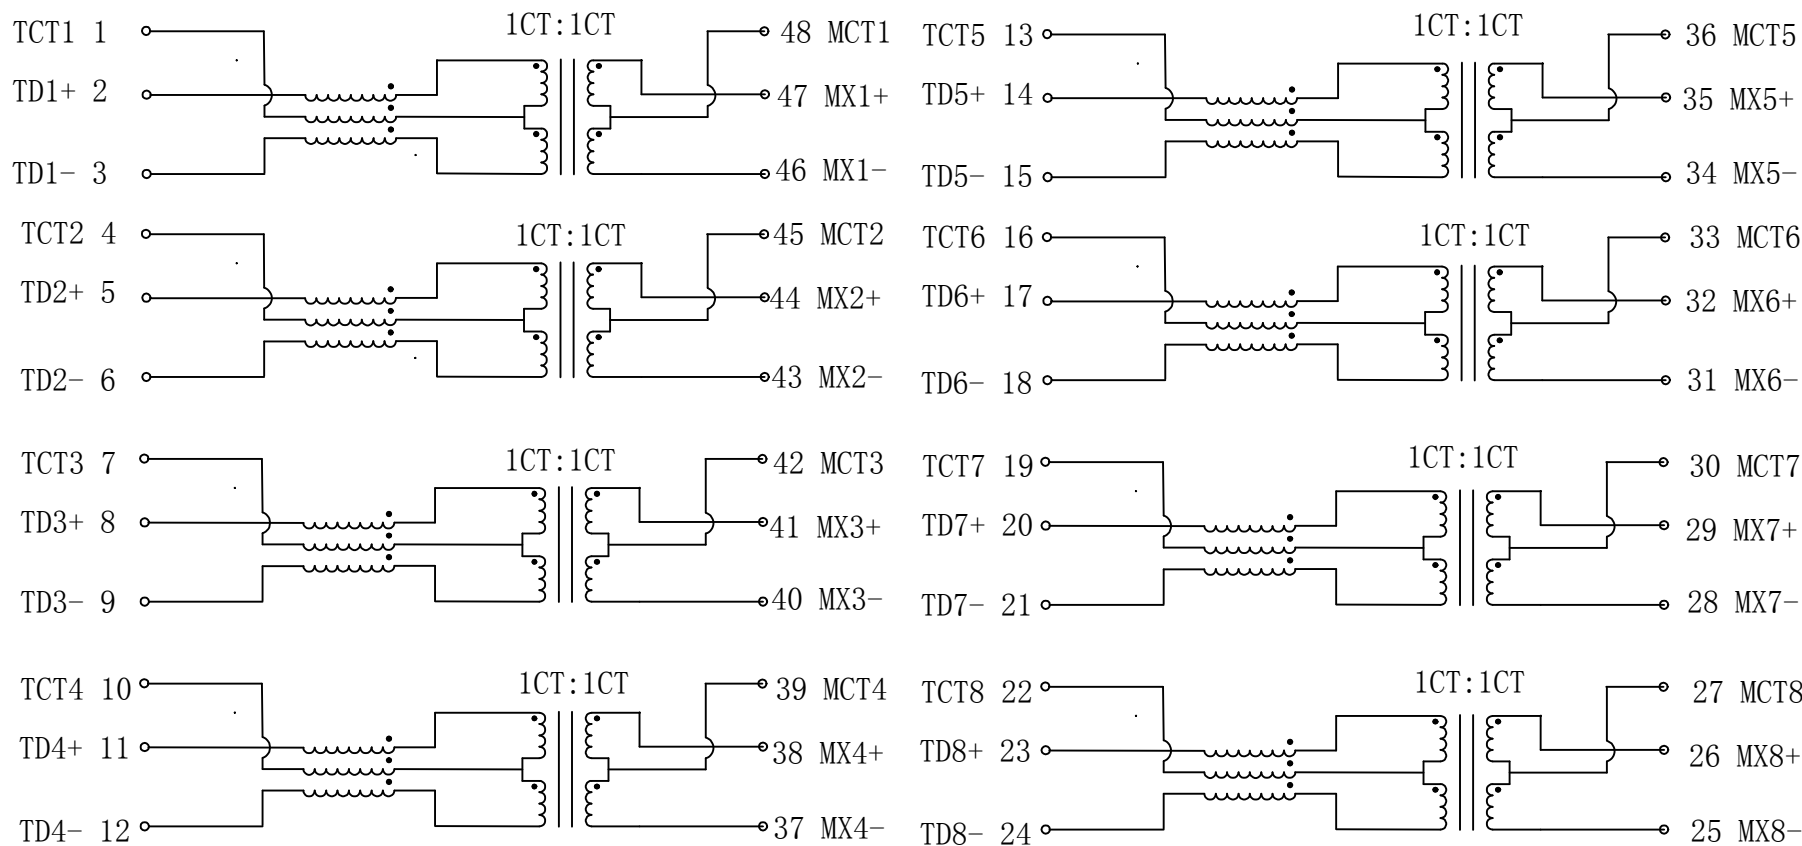 TCT1 1
1CT:1CT
48 MCT1
TD1+ 2
47 MX1+
TD1- 3
46 MX1-
TCT2 4
1CT:1CT
45 MCT2
TD2+ 5
44 MX2+
TD2- 6
43 MX2-
TCT3 7
1CT:1CT
42 MCT3
TD3+ 8
41 MX3+
TD3- 9
40 MX3-
TCT4 10
1CT:1CT
39 MCT4
TD4+ 11
38 MX4+
TD4- 12
37 MX4-
TCT5 13
1CT:1CT
36 MCT5
TD5+ 14
35 MX5+
TD5- 15
34 MX5-
TCT6 16
1CT:1CT
33 MCT6
TD6+ 17
32 MX6+
TD6- 18
31 MX6-
TCT7 19
1CT:1CT
30 MCT7
TD7+ 20
29 MX7+
TD7- 21
28 MX7-
TCT8 22
1CT:1CT
27 MCT8
TD8+ 23
26 MX8+
TD8- 24
25 MX8-